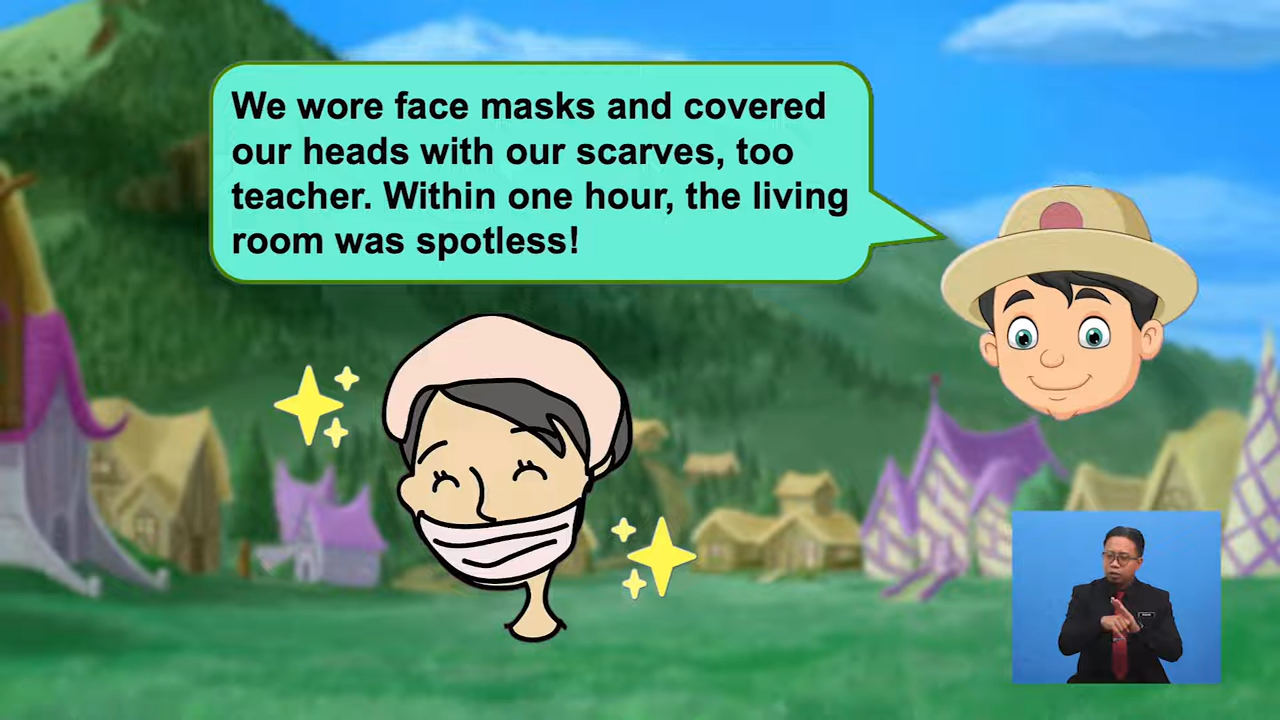 We wore face masks and covered
our heads with our scarves, too
teacher. Within one hour, the living
room was spotless!